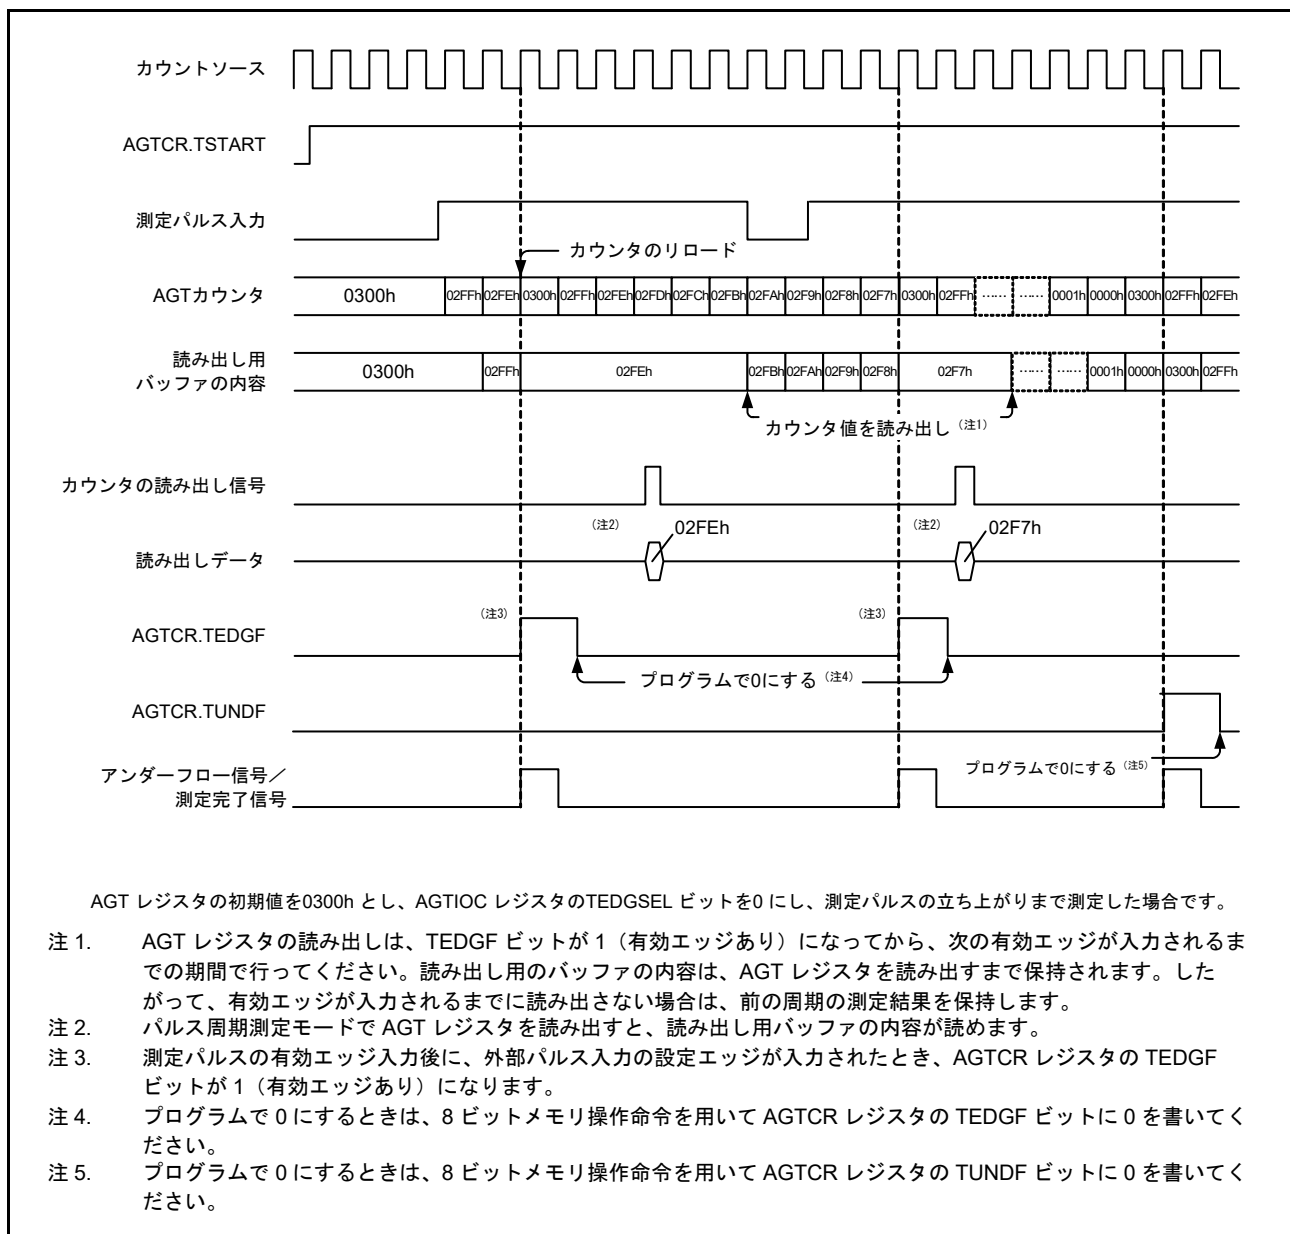 カウントソース
AGTCR.TSTART
測定パルス入力
カウンタのリロード
AGTカウンタ
0300h 02FFh 02FEh 0300h 02FFh 02FEh 02FDh 02FCh 02FBh 02FAh 02F9h 02F8h 02F7h 0300h 02FFh …… …… 0001h 0000h 0300h 02FFh 02FEh
読み出し用
バッファの内容
0300h 02FFh 02FEh 02FBh 02FAh 02F9h 02F8h 02F7h …… …… 0001h 0000h 0300h 02FFh
カウンタ値を読み出し（注1）
カウンタの読み出し信号
（注2） 02FEh （注2） 02F7h
読み出しデータ
（注3） （注3）
AGTCR.TEDGF
プログラムで0にする（注4）
AGTCR.TUNDF
プログラムで0にする（注5）
アンダーフロー信号／
測定完了信号
AGT レジスタの初期値を0300h とし、AGTIOC レジスタのTEDGSEL ビットを0 にし、測定パルスの立ち上がりまで測定した場合です。
注 1. AGT レジスタの読み出しは、TEDGF ビットが 1（有効エッジあり）になってから、次の有効エッジが入力されるま
での期間で行ってください。読み出し用のバッファの内容は、AGT レジスタを読み出すまで保持されます。した
がって、有効エッジが入力されるまでに読み出さない場合は、前の周期の測定結果を保持します。
注 2. パルス周期測定モードで AGT レジスタを読み出すと、読み出し用バッファの内容が読めます。
注 3. 測定パルスの有効エッジ入力後に、外部パルス入力の設定エッジが入力されたとき、AGTCR レジスタの TEDGF
ビットが 1（有効エッジあり）になります。
注 4. プログラムで 0 にするときは、8 ビットメモリ操作命令を用いて AGTCR レジスタの TEDGF ビットに 0 を書いてく
ださい。
注 5. プログラムで 0 にするときは、8 ビットメモリ操作命令を用いて AGTCR レジスタの TUNDF ビットに 0 を書いてく
ださい。